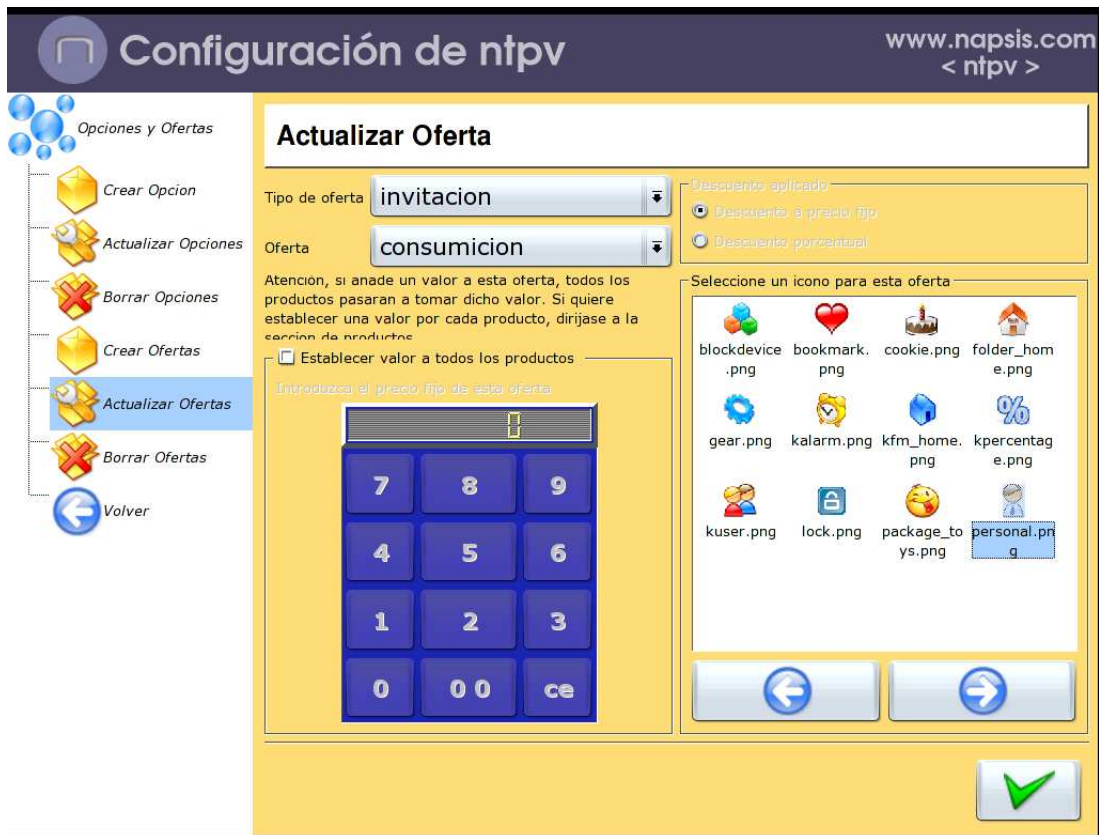 Configuración de ntpv
www.napsis.com
< ntpv >
Opciones y Ofertas
Crear Opcion
Actualizar Opciones
Borrar Opciones
Crear Ofertas
Actualizar Ofertas
Borrar Ofertas
Volver
Actualizar Oferta
Tipo de oferta invitacion
Oferta consumicion
Atención, si añade un valor a esta oferta, todos los
productos pasaran a tomar dicho valor. Si quiere
establecer una valor por cada producto, dirijase a la
seccion de productos
Establecer valor a todos los productos
Introduzca el precio fijo de esta oferta
0
7 8 9
4 5 6
1 2 3
0 00 ce
Descuento aplicado
Descuento a precio fijo
Descuento porcentual
Seleccione un icono para esta oferta
blockdevice bookmark. cookie.png folder_hom
.png png e.png
gear.png kalarm.png kfm_home. kpercentag
png e.png
kuser.png lock.png package_to personal.pn
ys.png g